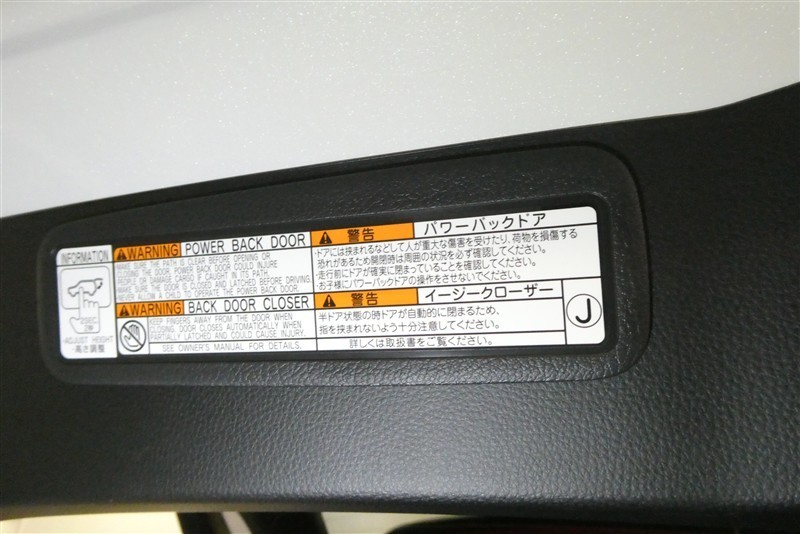 INFORMATION
2SEC.
2秒
·ADJUST HEIGHT
·高さ調整
WARNING POWER BACK DOOR
MAKE AREA CLEAR BEFORE OPENING OR
CLOSING THE DOOR. POWER BACK DOOR COULD INJURE
PEOPLE OR CARGO IF CAUGHT IN ITS PATH.
DOOR IS CLOSED AND LATCHED BEFORE DRIVING.
NEVER LET CHILDREN OPERATE THE POWER BACK DOOR.
WARNING BACK DOOR CLOSER
KEEP FINGERS AWAY FROM THE DOOR WHEN
CLOSING. DOOR CLOSES AUTOMATICALLY WHEN
PARTIALLY LATCHED AND COULD CAUSE INJURY.
SEE OWNER'S MANUAL FOR DETAILS.
警告 パワーバックドア
·ドアには挟まれるなどして人が重大な傷害を受けたり、荷物を損傷する
恐れがあるため開閉時は周囲の状況を必ず確認してください。
·走行前にドアが確実に閉まっていることを確認してください。
·お子様にパワーバックドアの操作をさせないでください。
警告 イージークローザー
半ドア状態の時ドアが自動的に閉まるため、
指を挟まれないよう十分注意してください。
詳しくは取扱書をご覧ください。
J